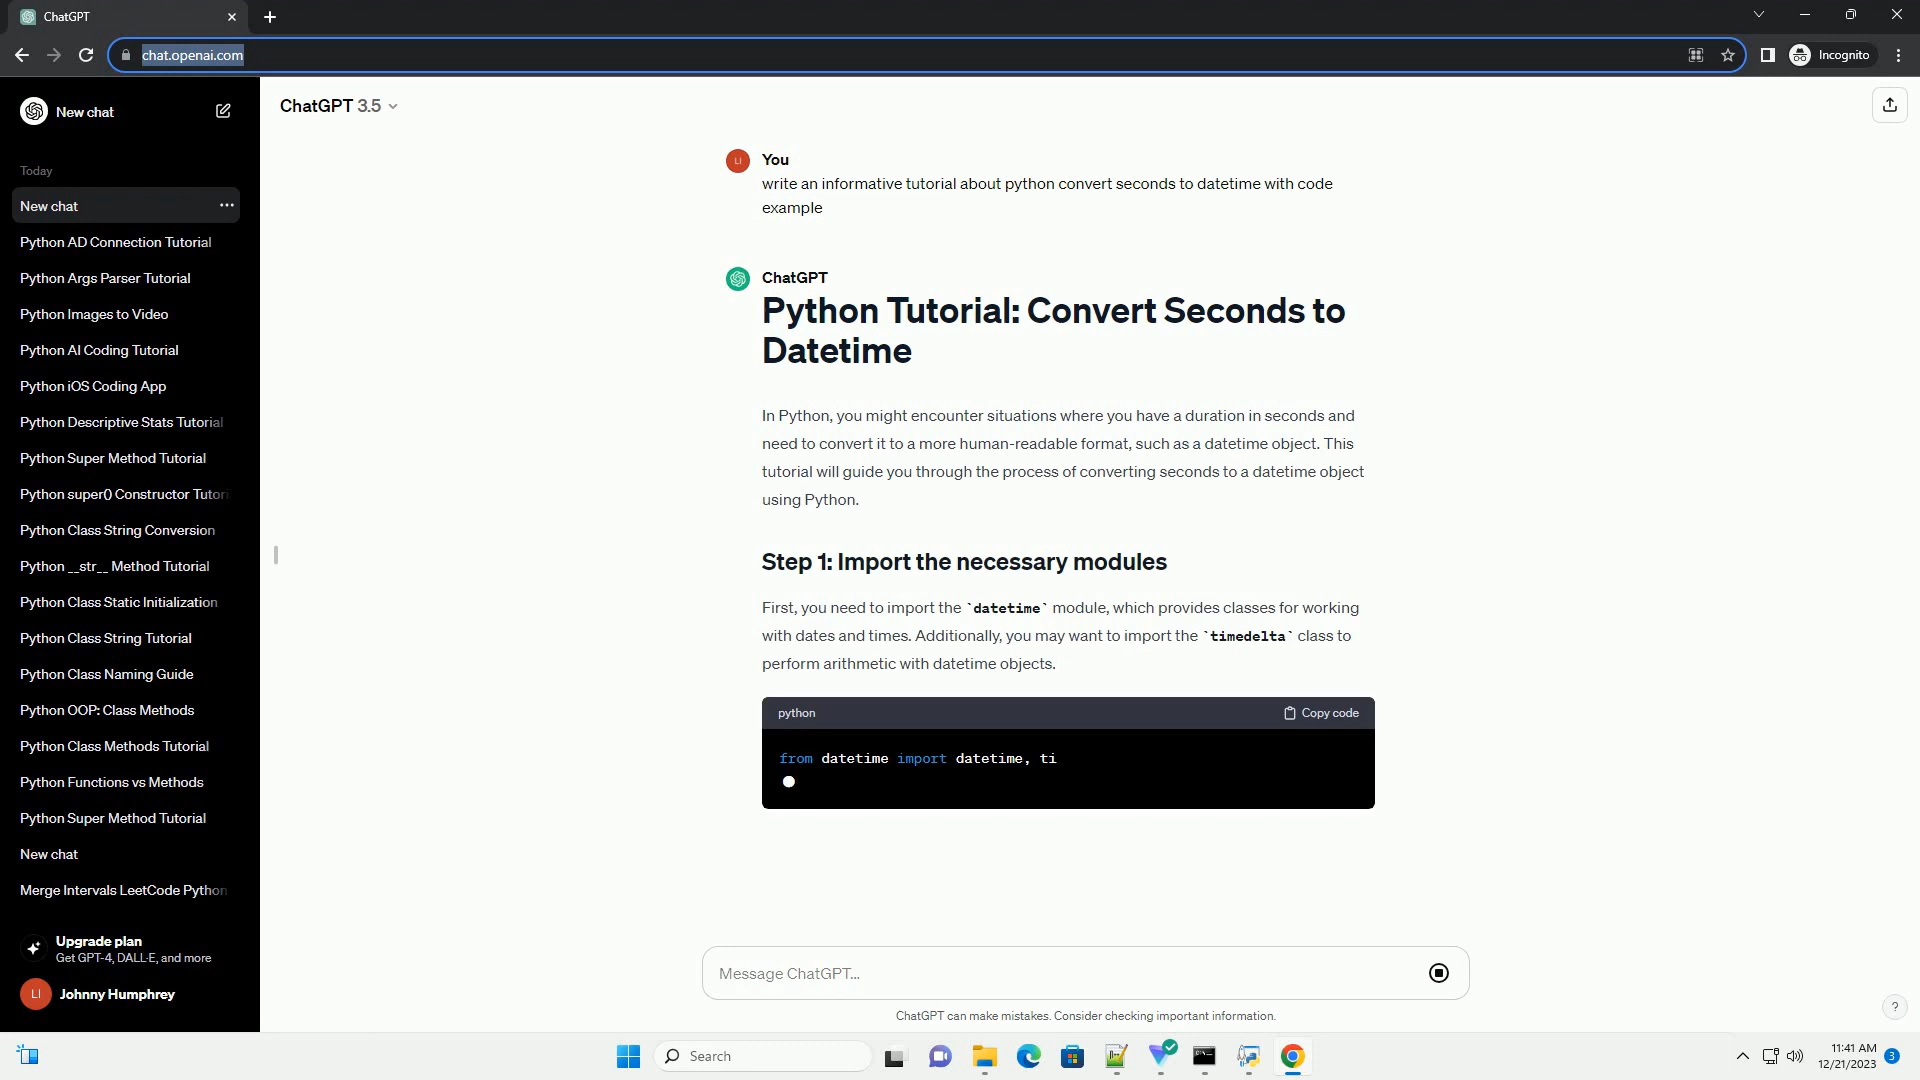 ChatGPT
chat.openai.com
Incognito
New chat
Today
New chat
Python AD Connection Tutorial
Python Args Parser Tutorial
Python Images to Video
Python AI Coding Tutorial
Python iOS Coding App
Python Descriptive Stats Tutorial
Python Super Method Tutorial
Python super() Constructor Tutori
Python Class String Conversion
Python __str__ Method Tutorial
Python Class Static Initialization
Python Class String Tutorial
Python Class Naming Guide
Python OOP: Class Methods
Python Class Methods Tutorial
Python Functions vs Methods
Python Super Method Tutorial
New chat
Merge Intervals LeetCode Python
Upgrade plan
Get GPT-4, DALL·E, and more
LI
Johnny Humphrey
ChatGPT 3.5
LI
You
write an informative tutorial about python convert seconds to datetime with code
example
ChatGPT
Python Tutorial: Convert Seconds to
Datetime
In Python, you might encounter situations where you have a duration in seconds and
need to convert it to a more human-readable format, such as a datetime object. This
tutorial will guide you through the process of converting seconds to a datetime object
using Python.
Step 1: Import the necessary modules
First, you need to import the `datetime` module, which provides classes for working
with dates and times. Additionally, you may want to import the `timedelta` class to
perform arithmetic with datetime objects.
python
Copy code
from datetime import datetime, ti
Message ChatGPT...
ChatGPT can make mistakes. Consider checking important information.
?
Search
11:41 AM
12/21/2023
3